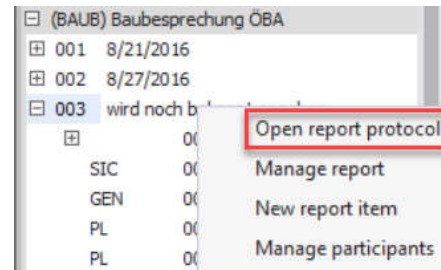 (BAUB) Baubesprechung ÖBA
001 8/21/2016
002 8/27/2016
003 wird noch
Open report protocol
SIC
Manage report
GEN
New report item
PL
Manage participants
PL